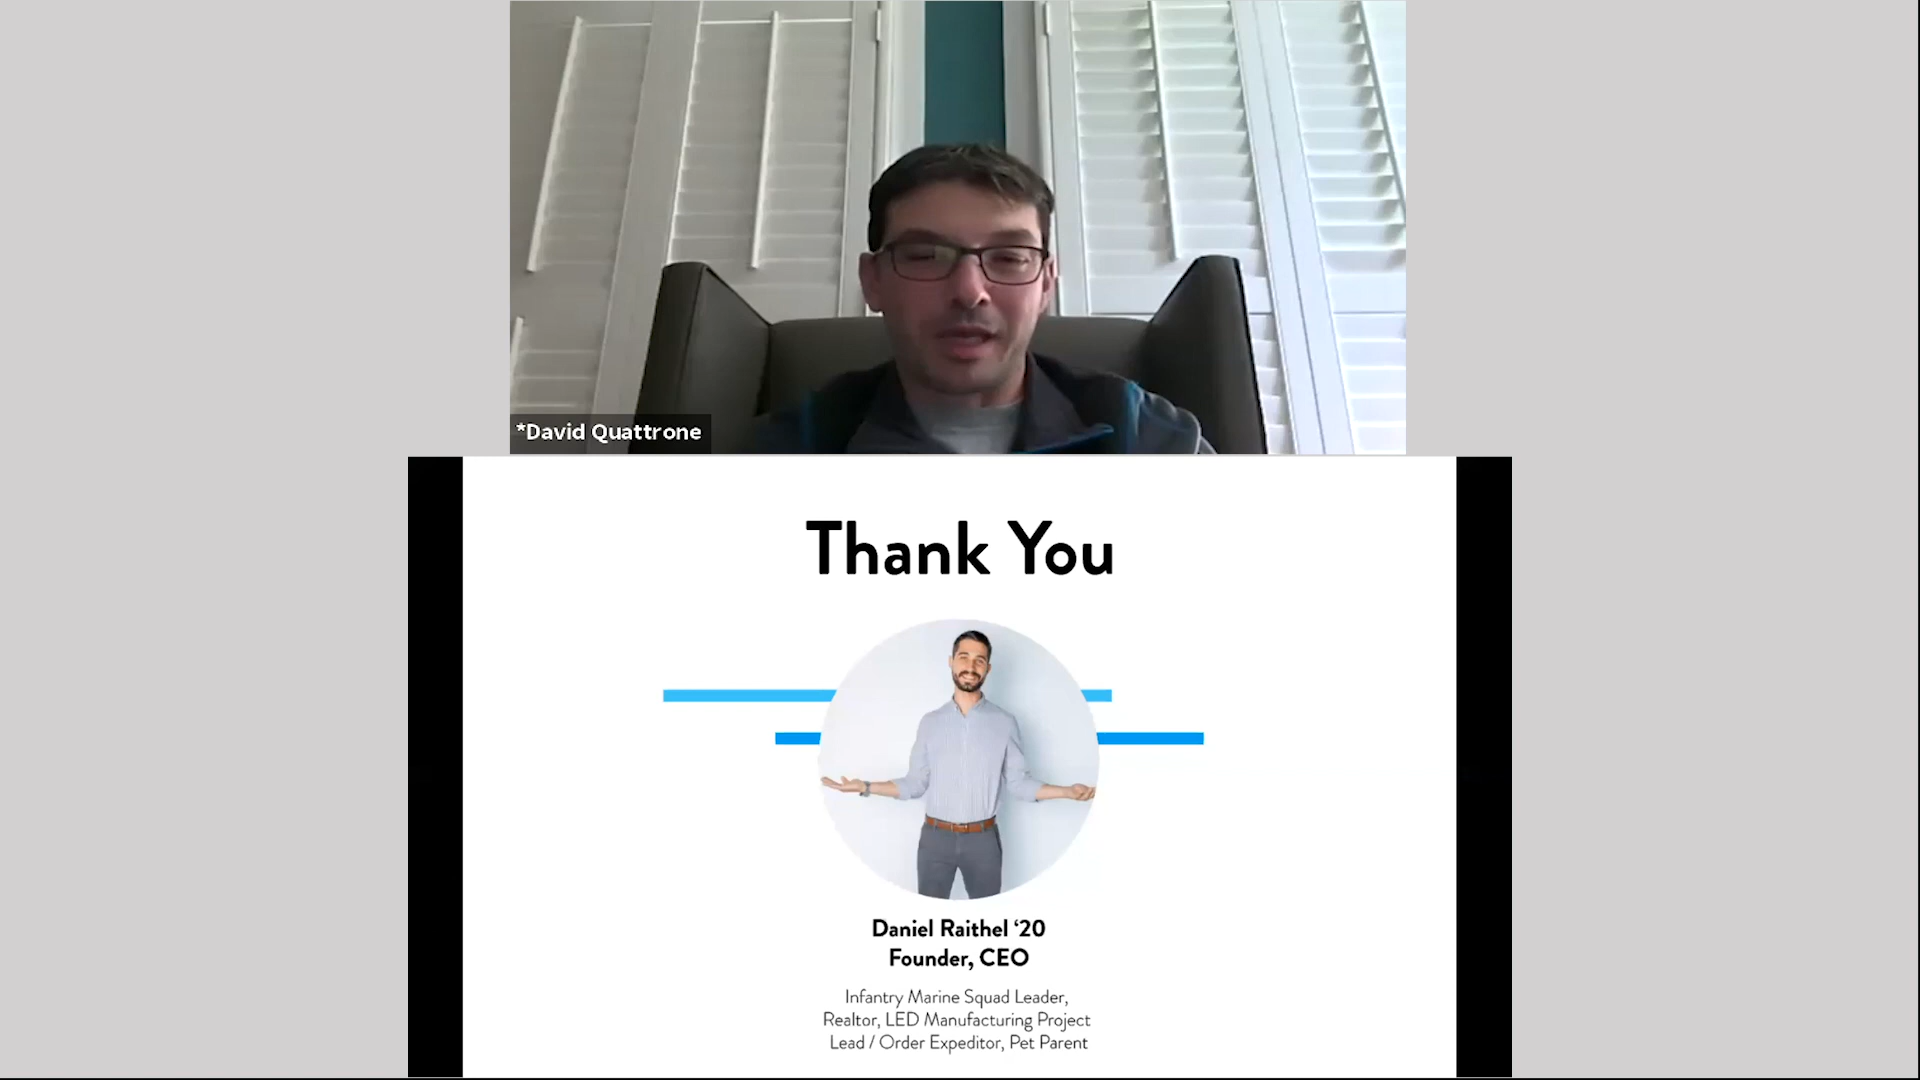 *David Quattrone
Thank You
Daniel Raithel ‘20
Founder, CEO
Infantry Marine Squad Leader,
Realtor, LED Manufacturing Project
Lead / Order Expeditor, Pet Parent